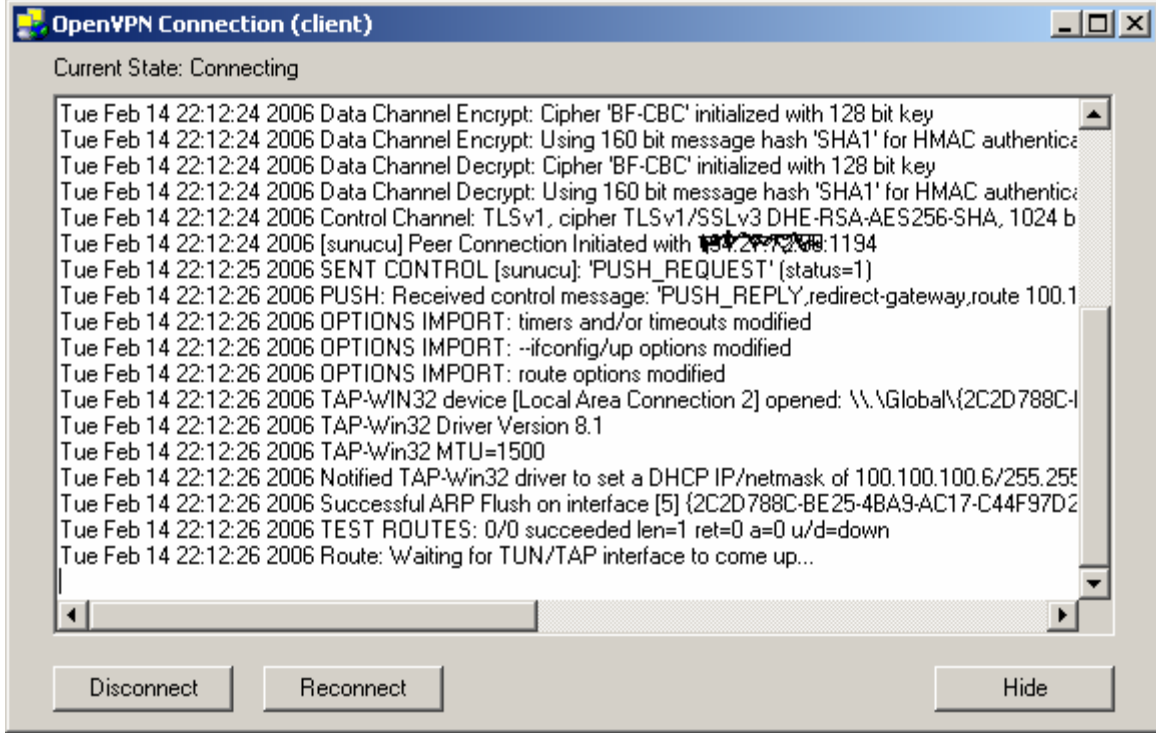 OpenVPN Connection (client)
Current State: Connecting
Tue Feb 14 22:12:24 2006 Data Channel Encrypt: Cipher 'BF-CBC' initialized with 128 bit key
Tue Feb 14 22:12:24 2006 Data Channel Encrypt: Using 160 bit message hash 'SHA1' for HMAC authentica
Tue Feb 14 22:12:24 2006 Data Channel Decrypt: Cipher 'BF-CBC' initialized with 128 bit key
Tue Feb 14 22:12:24 2006 Data Channel Decrypt: Using 160 bit message hash 'SHA1' for HMAC authentica
Tue Feb 14 22:12:24 2006 Control Channel: TLSv1, cipher TLSv1/SSLv3 DHE-RSA-AES256-SHA, 1024 b
Tue Feb 14 22:12:24 2006 [sunucu] Peer Connection Initiated with :1194
Tue Feb 14 22:12:25 2006 SENT CONTROL [sunucu]: 'PUSH_REQUEST' (status=1)
Tue Feb 14 22:12:26 2006 PUSH: Received control message: 'PUSH_REPLY,redirect-gateway,route 100.1
Tue Feb 14 22:12:26 2006 OPTIONS IMPORT: timers and/or timeouts modified
Tue Feb 14 22:12:26 2006 OPTIONS IMPORT: --ifconfig/up options modified
Tue Feb 14 22:12:26 2006 OPTIONS IMPORT: route options modified
Tue Feb 14 22:12:26 2006 TAP-WIN32 device [Local Area Connection 2] opened: \\.\Global\{2C2D788C-
Tue Feb 14 22:12:26 2006 TAP-Win32 Driver Version 8.1
Tue Feb 14 22:12:26 2006 TAP-Win32 MTU=1500
Tue Feb 14 22:12:26 2006 Notified TAP-Win32 driver to set a DHCP IP/netmask of 100.100.100.6/255.255
Tue Feb 14 22:12:26 2006 Successful ARP Flush on interface [5] {2C2D788C-BE25-4BA9-AC17-C44F97D2
Tue Feb 14 22:12:26 2006 TEST ROUTES: 0/0 succeeded len=1 ret=0 a=0 u/d=down
Tue Feb 14 22:12:26 2006 Route: Waiting for TUN/TAP interface to come up...
Disconnect
Reconnect
Hide